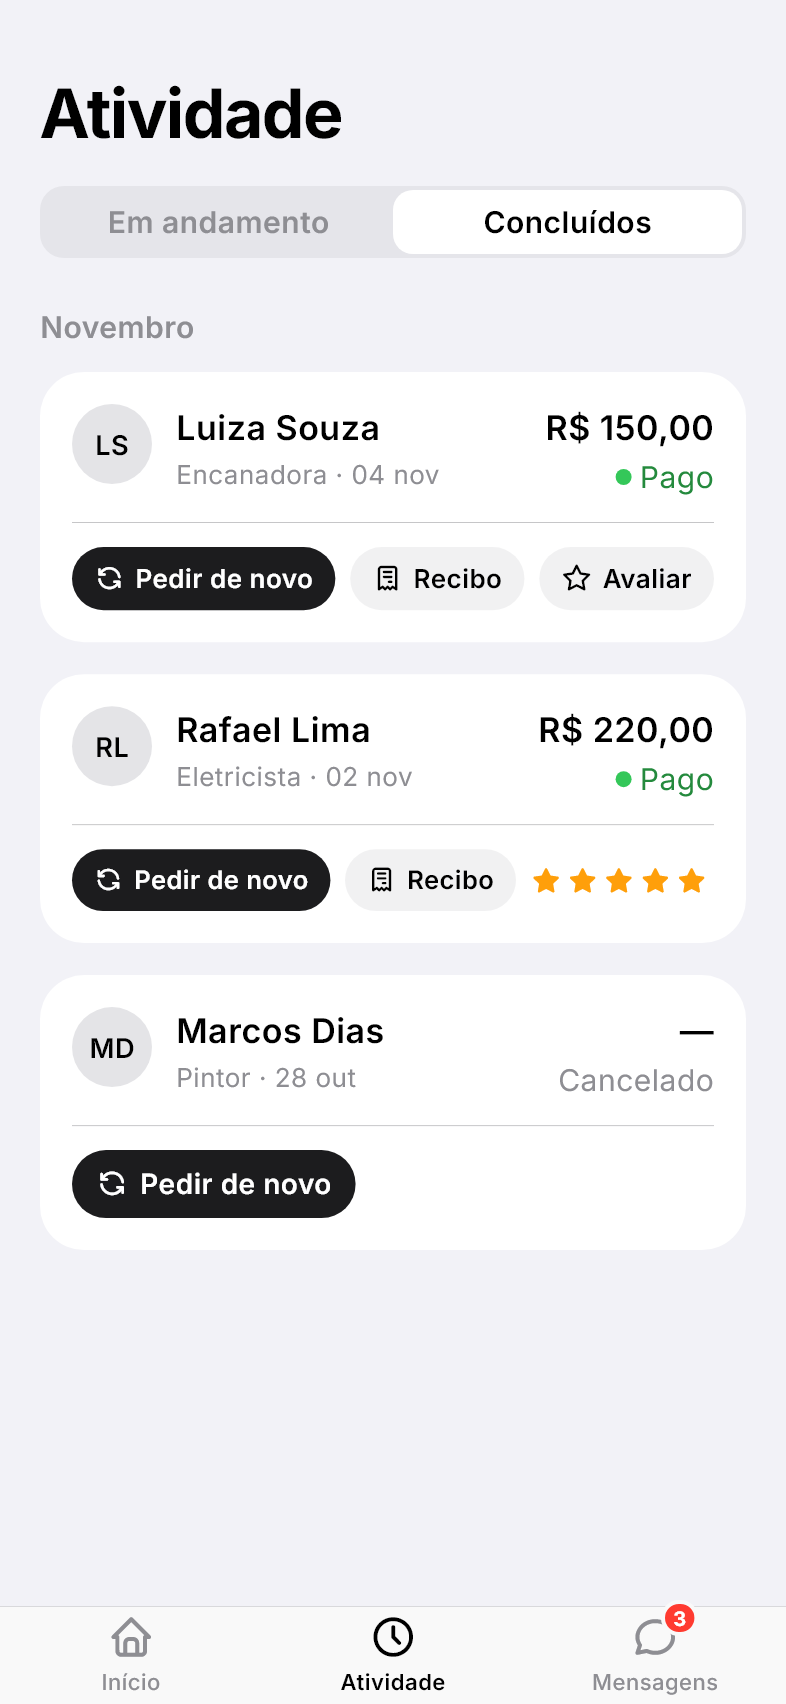 Atividade
Em andamento
Concluídos
Novembro
LS
Luiza Souza
R$ 150,00
Encanadora · 04 nov
Pago
Pedir de novo
Recibo
Avaliar
RL
Rafael Lima
R$ 220,00
Eletricista · 02 nov
Pago
Pedir de novo
Recibo
MD
Marcos Dias
—
Pintor · 28 out
Cancelado
Pedir de novo
3
Início
Atividade
Mensagens